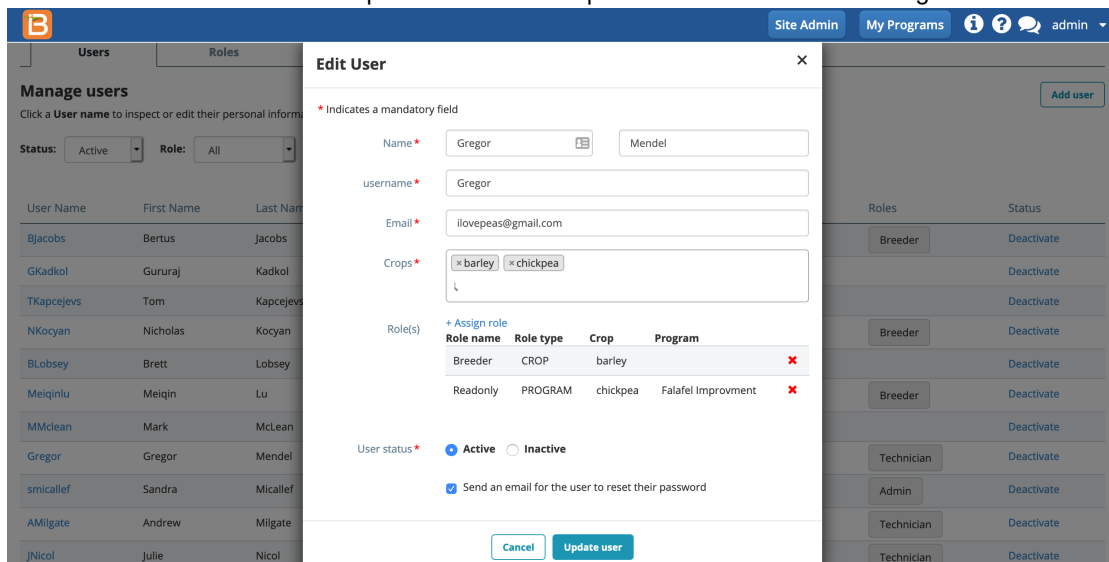 Site Admin My Programs admin
Users Roles
Edit User ×
Manage users
Add user
Click a User name to inspect or edit their personal informa
* Indicates a mandatory field
Name * Gregor Mendel
Status: Active Role: All
username * Gregor
User Name First Name Last Nam Roles Status
Email * ilovepeas@gmail.com
BJacobs Bertus Jacobs Breeder Deactivate
Crops * × barley × chickpea
GKadkol Gururaj Kadkol Deactivate
TKapcejevs Tom Kapcejevs Deactivate
Role(s) + Assign role
Role name Role type Crop Program
NKocyan Nicholas Kocyan Breeder Deactivate
Breeder CROP barley ×
BLobsey Brett Lobsey Deactivate
Readonly PROGRAM chickpea Falafel Improvment ×
Meiqinlu Meiqin Lu Breeder Deactivate
MMclean Mark McLean Deactivate
User status * Active Inactive
Gregor Gregor Mendel Technician Deactivate
Send an email for the user to reset their password
smicallef Sandra Micallef Admin Deactivate
AMilgate Andrew Milgate Technician Deactivate
Cancel Update user
JNicol Julie Nicol Technician Deactivate